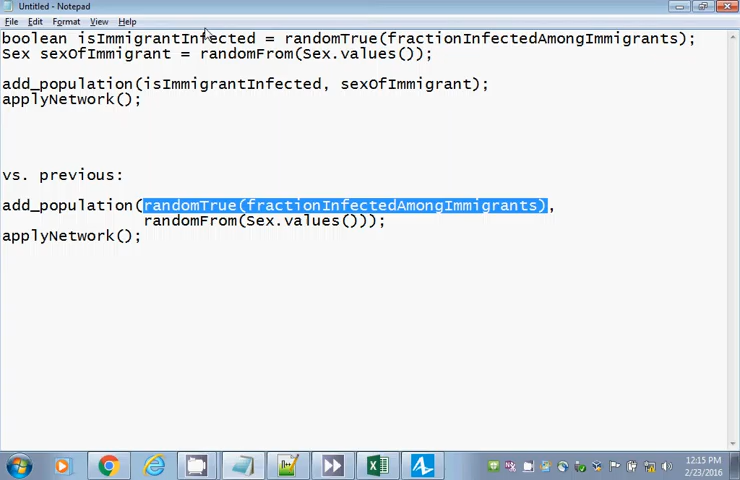 Untitled - Notepad
File Edit Format View Help
boolean isImmigrantInfected = randomTrue(fractionInfectedAmongImmigrants);
Sex sexOfImmigrant = randomFrom(Sex.values());
add_population(isImmigrantInfected, sexOfImmigrant);
applyNetwork();
vs. previous:
add_population(randomTrue(fractionInfectedAmongImmigrants),
randomFrom(Sex.values()));
applyNetwork();
12:15 PM
2/23/2016